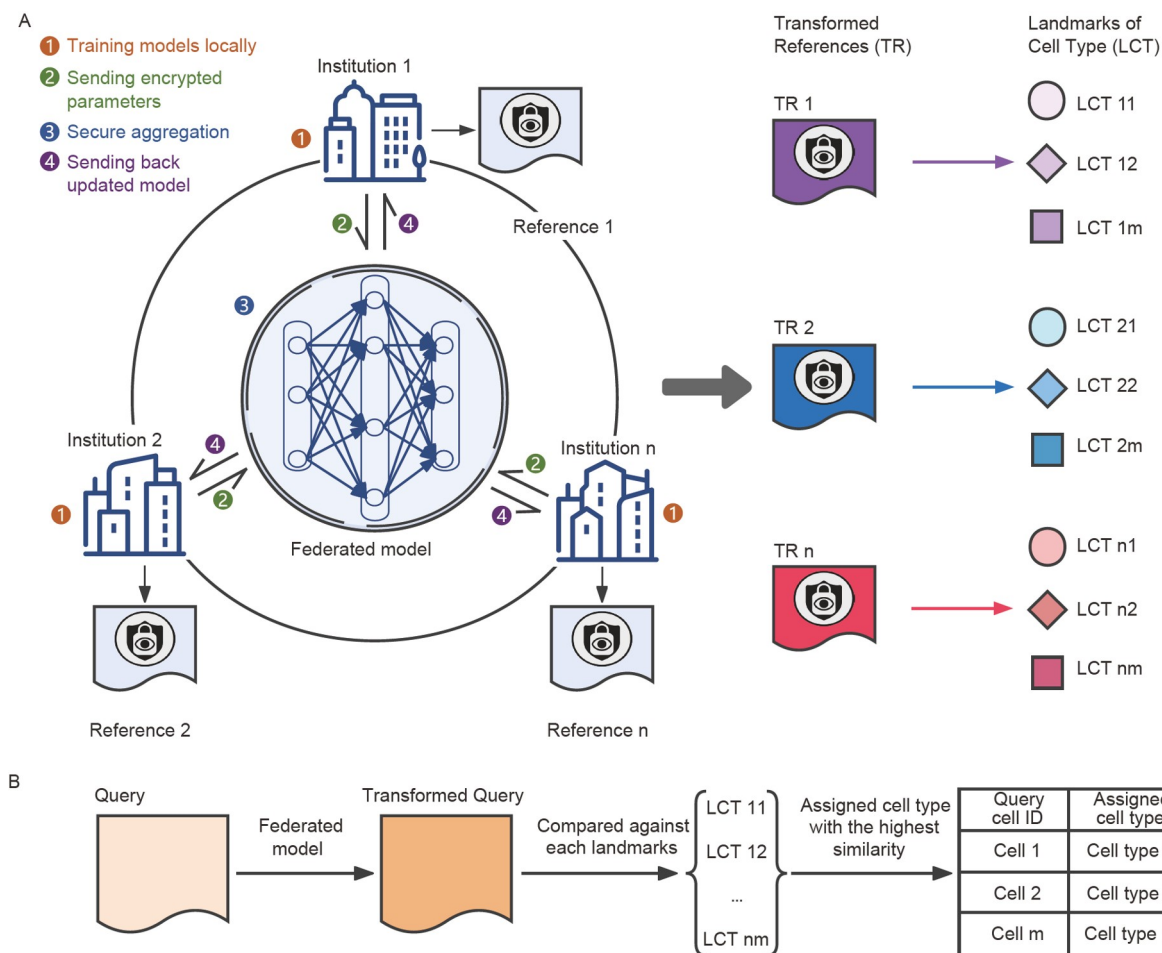 A
1 Training models locally
2 Sending encrypted
parameters
3 Secure aggregation
4 Sending back
updated model
Institution 1
1
Reference 1
2
4
3
Institution 2
4
2
1
Federated model
Institution n
2
4
1
Reference 2
Reference n
Transformed
References (TR)
Landmarks of
Cell Type (LCT)
TR 1
LCT 11
LCT 12
LCT 1m
TR 2
LCT 21
LCT 22
LCT 2m
TR n
LCT n1
LCT n2
LCT nm
B
Query
Federated
model
Transformed Query
Compared against
each landmarks
LCT 11
LCT 12
...
LCT nm
Assigned cell type
with the highest
similarity
Query
cell ID
Assigned
cell type
Cell 1
Cell type
Cell 2
Cell type
Cell m
Cell type